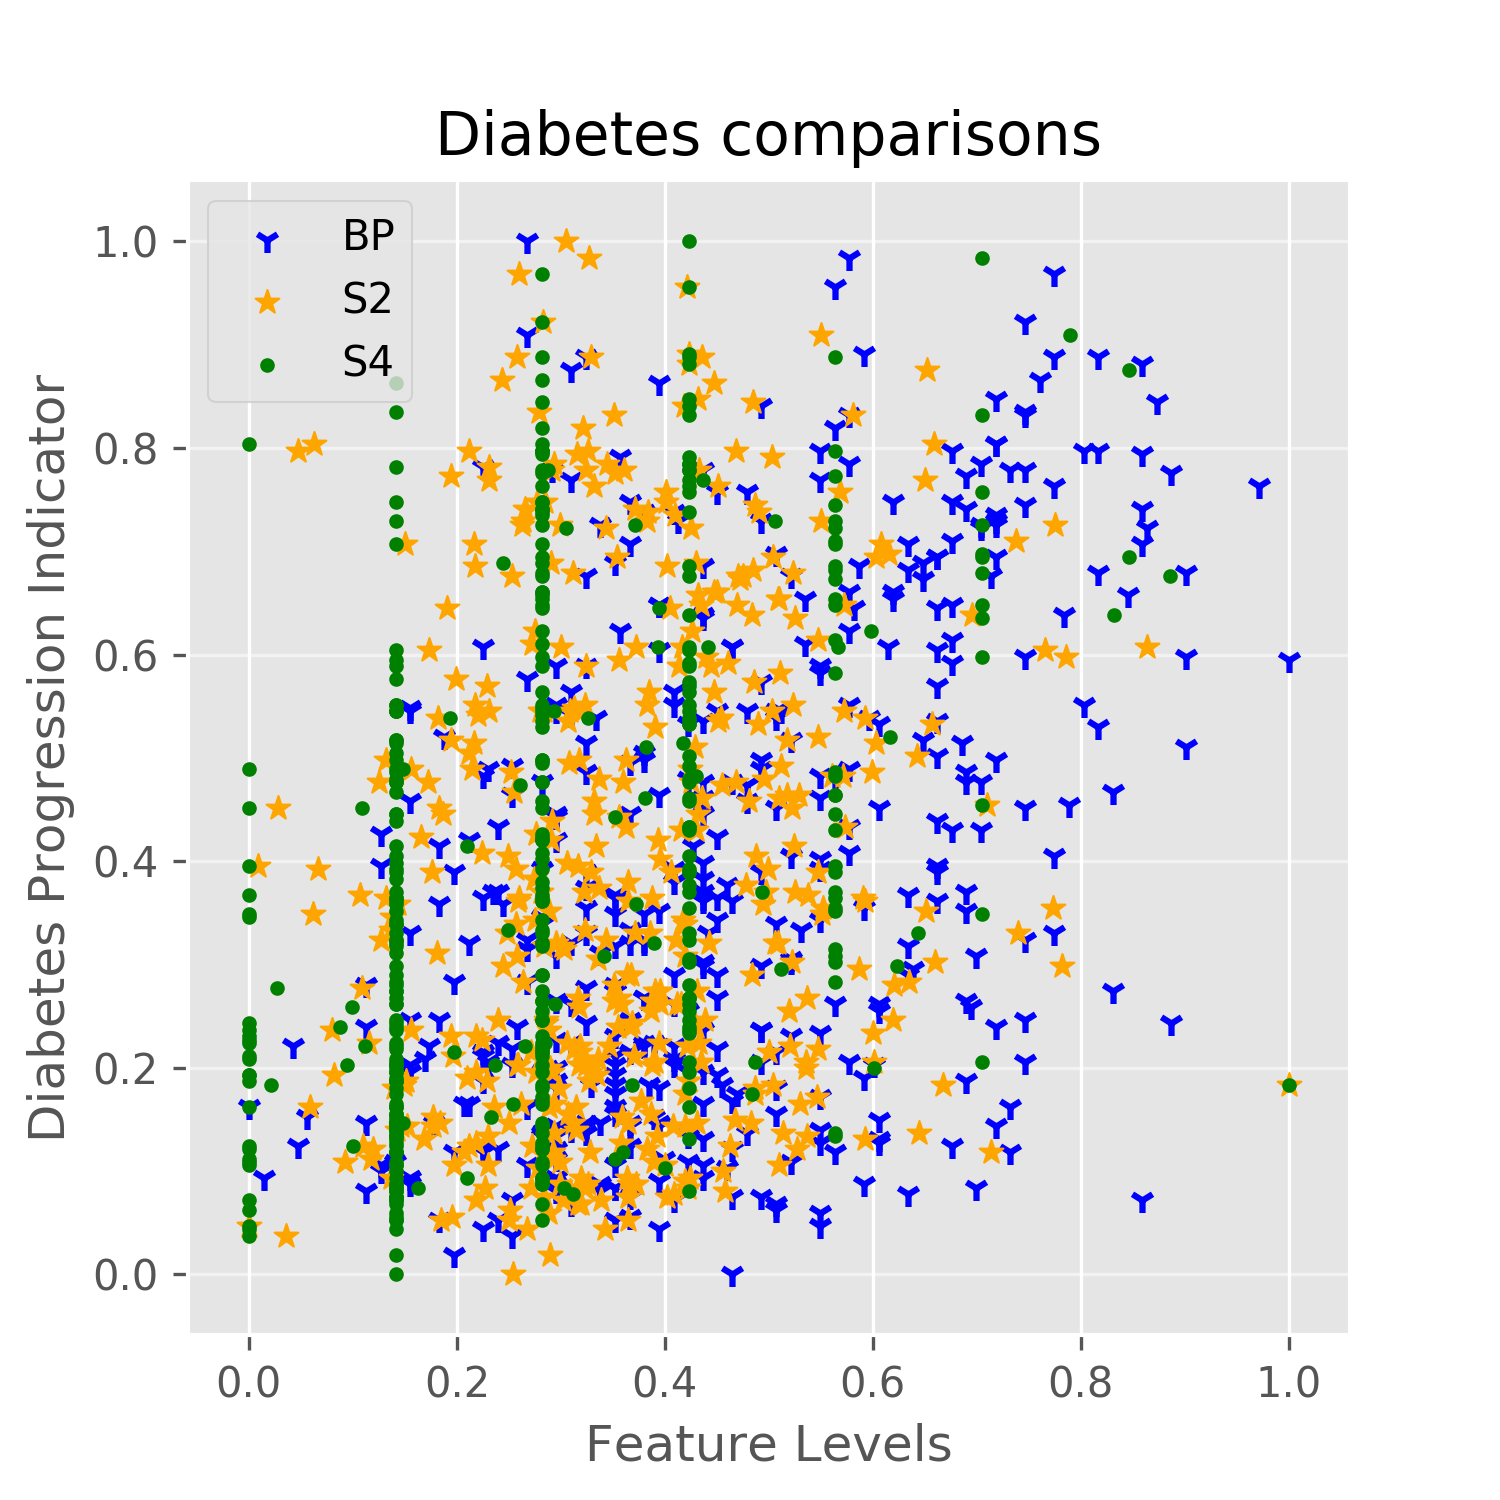 Diabetes comparisons
BP
S2
S4
Diabetes Progression Indicator
1.0
0.8
0.6
0.4
0.2
0.0
0.0 0.2 0.4 0.6 0.8 1.0
Feature Levels